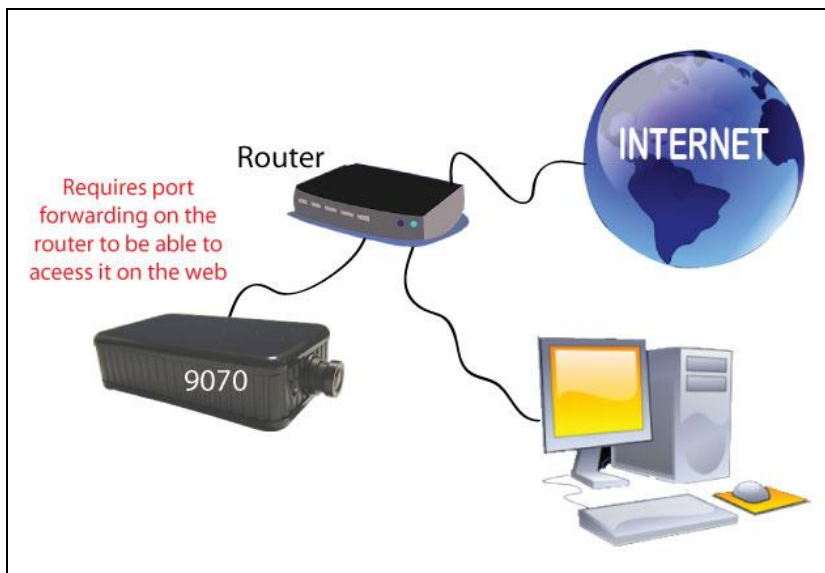 Router
INTERNET
Requires port
forwarding on the
router to be able to
aceess it on the web
9070